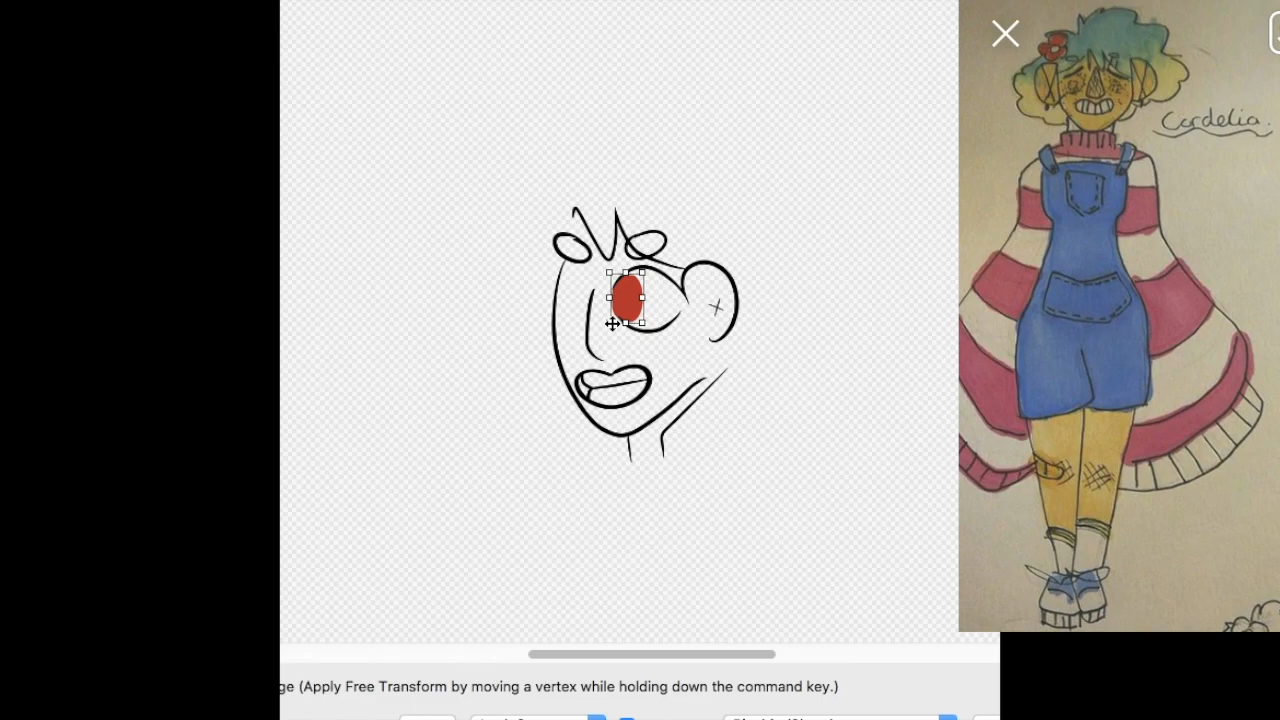 Cordelia.
ge (Apply Free Transform by moving a vertex while holding down the command key.)